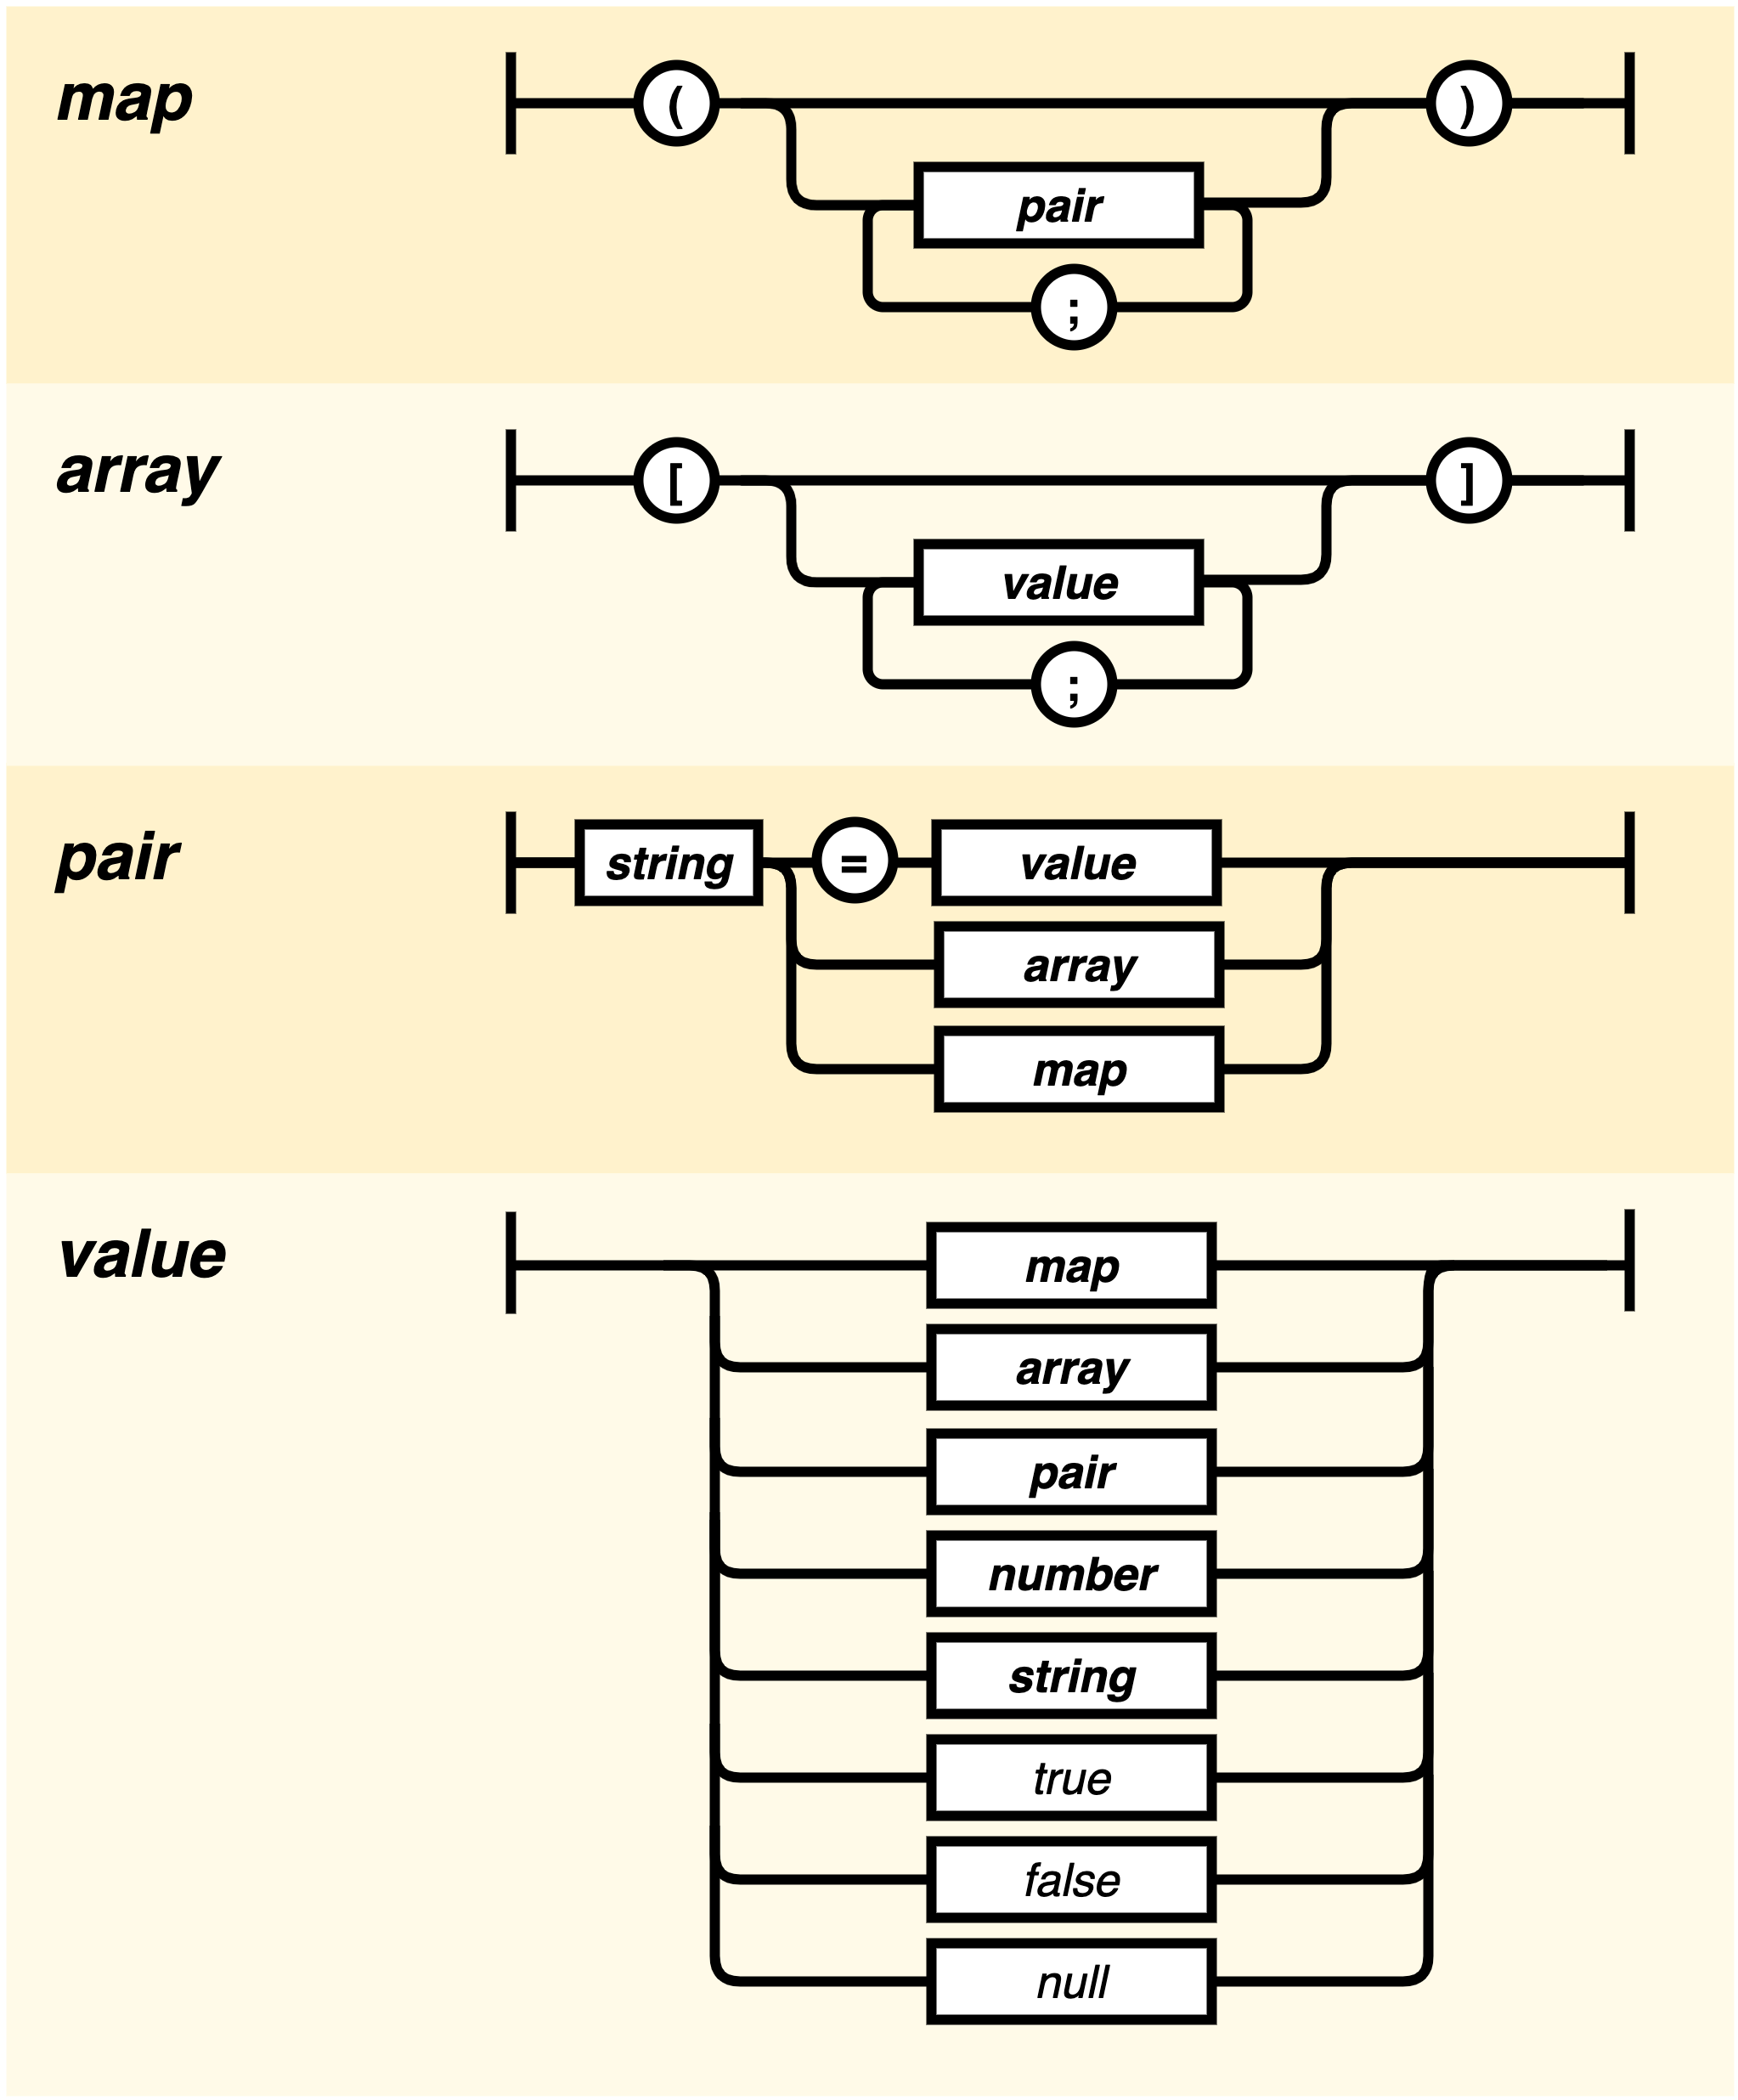 map
( )
pair
;
array
[ ]
value
;
pair
string = value
array
map
value
map
array
pair
number
string
true
false
null